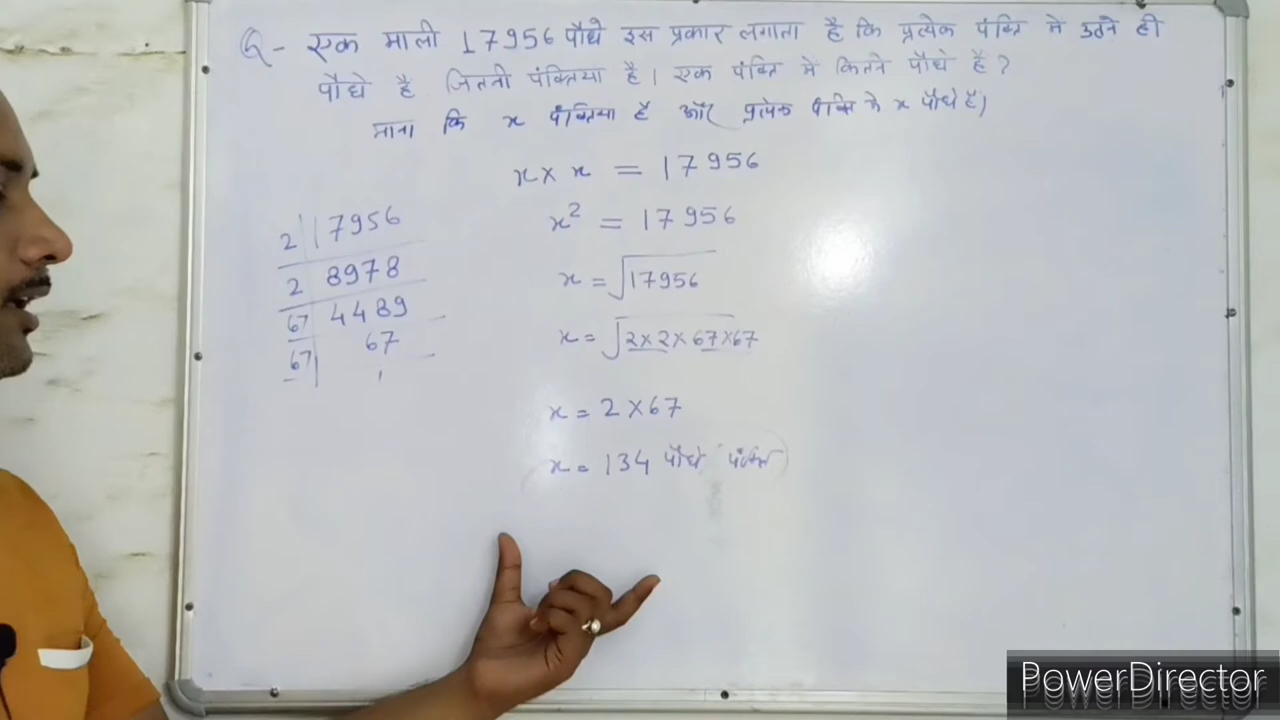 Q- एक माली 17956 पौधे इस प्रकार लगाता है कि प्रत्येक पंक्ति मे उतने ही
पौधे है जितनी पंक्तिया है। एक पंक्ति में कितने पौधे है?
माना कि x पंक्तिया है और प्रत्येक पंक्ति मे x पौधे है।
x × x = 17956
x² = 17956
x = √17956
x = √2×2×67×67
x = 2×67
x = 134 पौधे पंक्ति
2 | 17956
2 | 8978
67 | 4489
67 | 67
1
PowerDirector